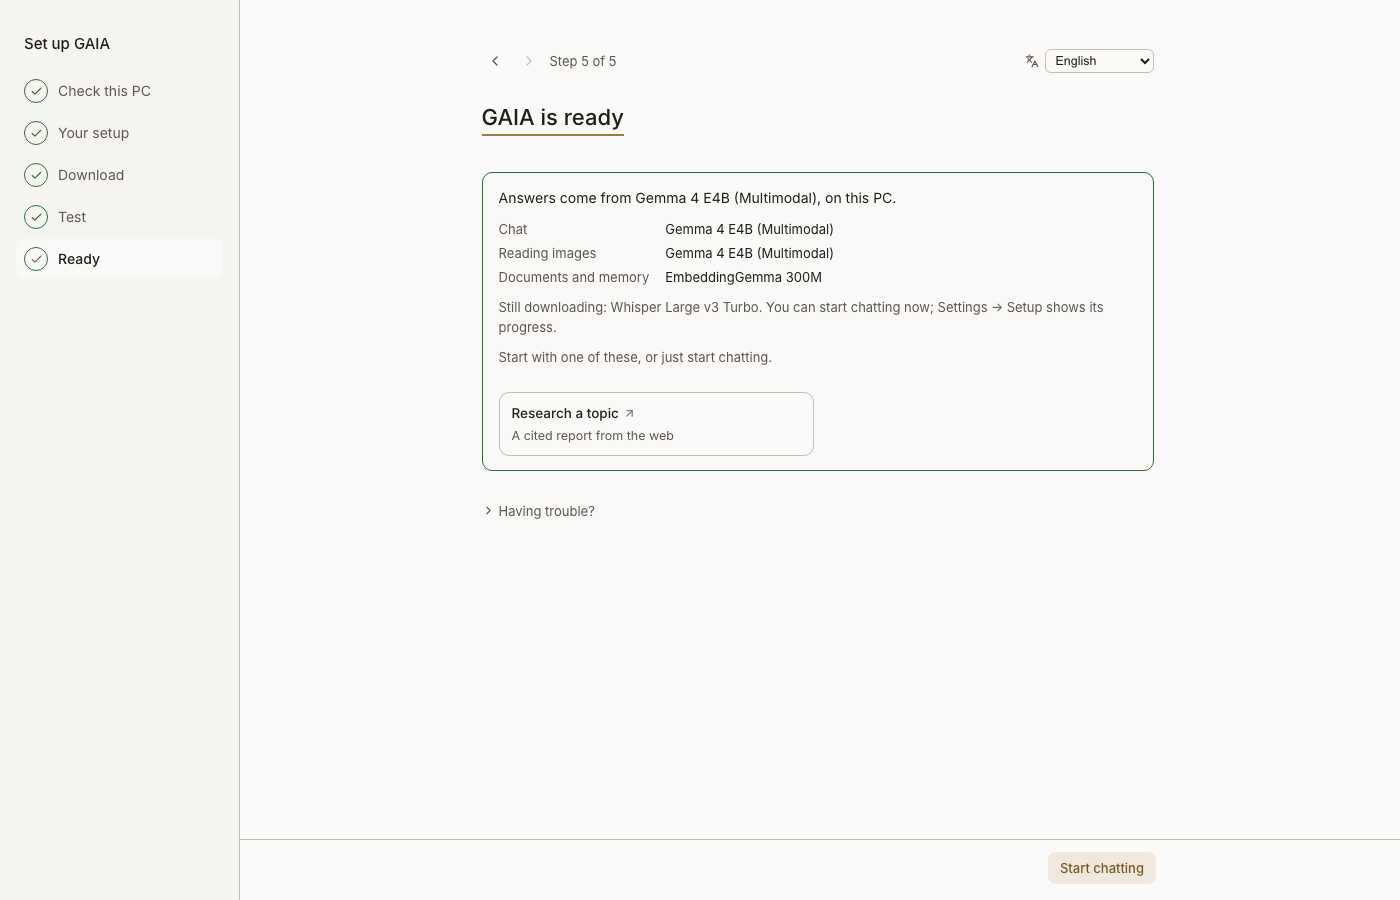 Set up GAIA
Check this PC
Your setup
Download
Test
Ready
Step 5 of 5
English
GAIA is ready
Answers come from Gemma 4 E4B (Multimodal), on this PC.
Chat Gemma 4 E4B (Multimodal)
Reading images Gemma 4 E4B (Multimodal)
Documents and memory EmbeddingGemma 300M
Still downloading: Whisper Large v3 Turbo. You can start chatting now; Settings → Setup shows its
progress.
Start with one of these, or just start chatting.
Research a topic
A cited report from the web
Having trouble?
Start chatting